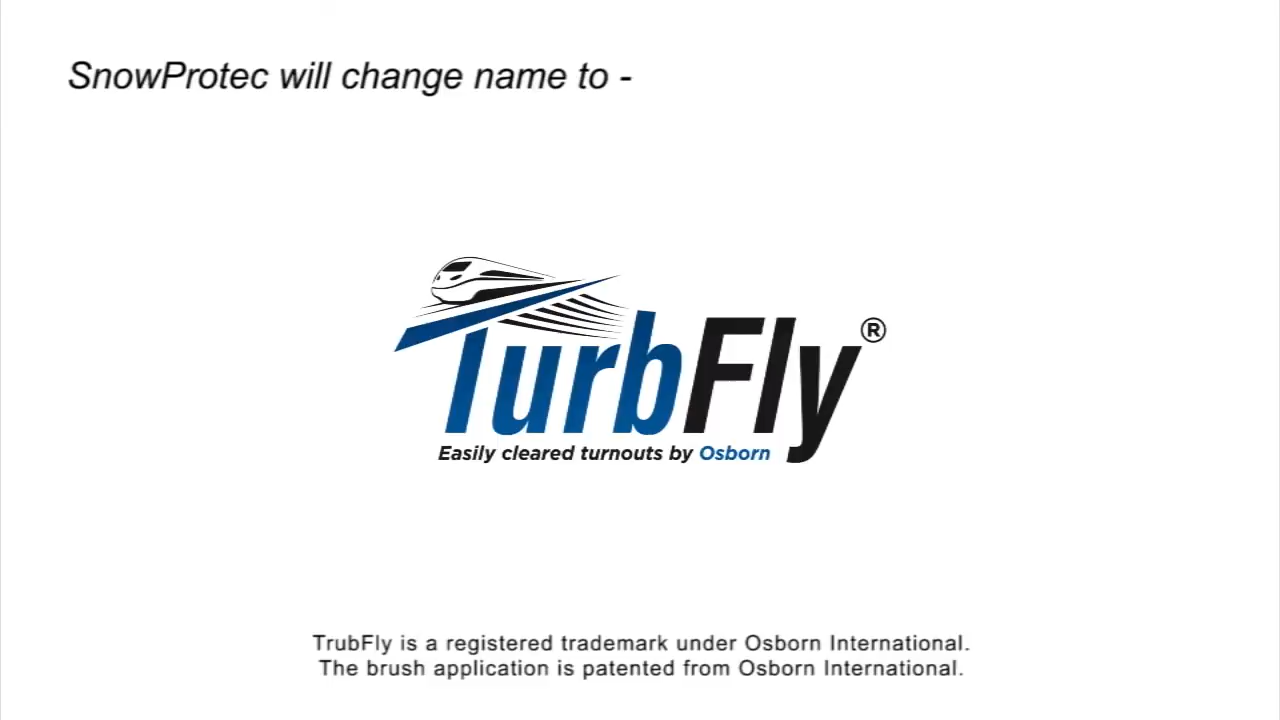 SnowProtec will change name to -
TurbFly®
Easily cleared turnouts by Osborn
TrubFly is a registered trademark under Osborn International.
The brush application is patented from Osborn International.